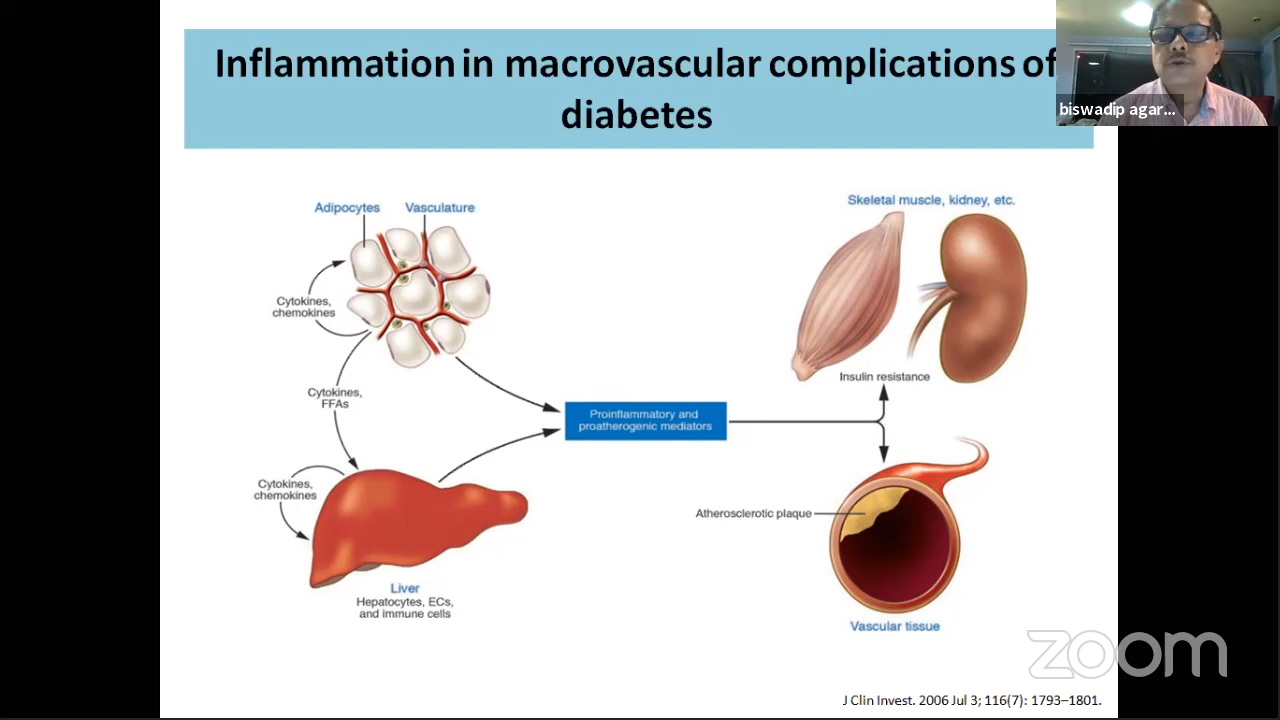 Inflammation in macrovascular complications of
diabetes
biswadip agar...
Adipocytes
Vasculature
Cytokines,
chemokines
Cytokines,
FFAs
Cytokines,
chemokines
Liver
Hepatocytes, ECs,
and immune cells
Proinflammatory and
proatherogenic mediators
Skeletal muscle, kidney, etc.
Insulin resistance
Atherosclerotic plaque
Vascular tissue
zoom
J Clin Invest. 2006 Jul 3; 116(7): 1793–1801.